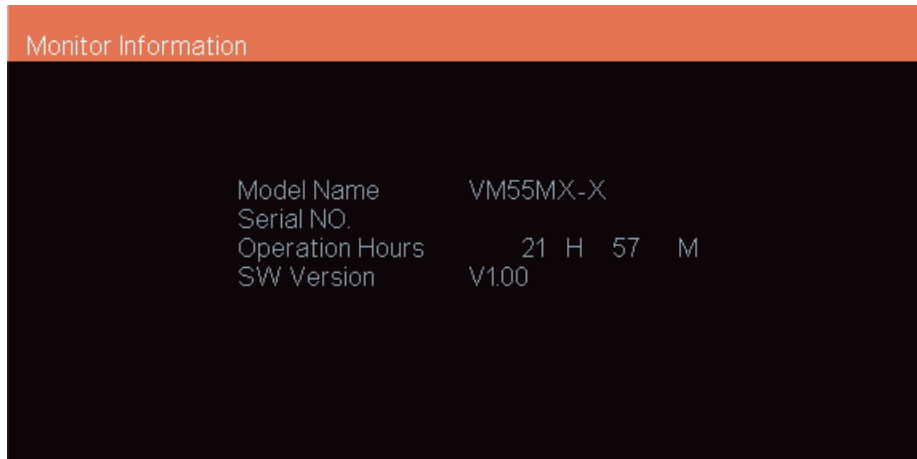 Monitor Information
Model Name VM55MX-X
Serial NO.
Operation Hours 21 H 57 M
SW Version V1.00